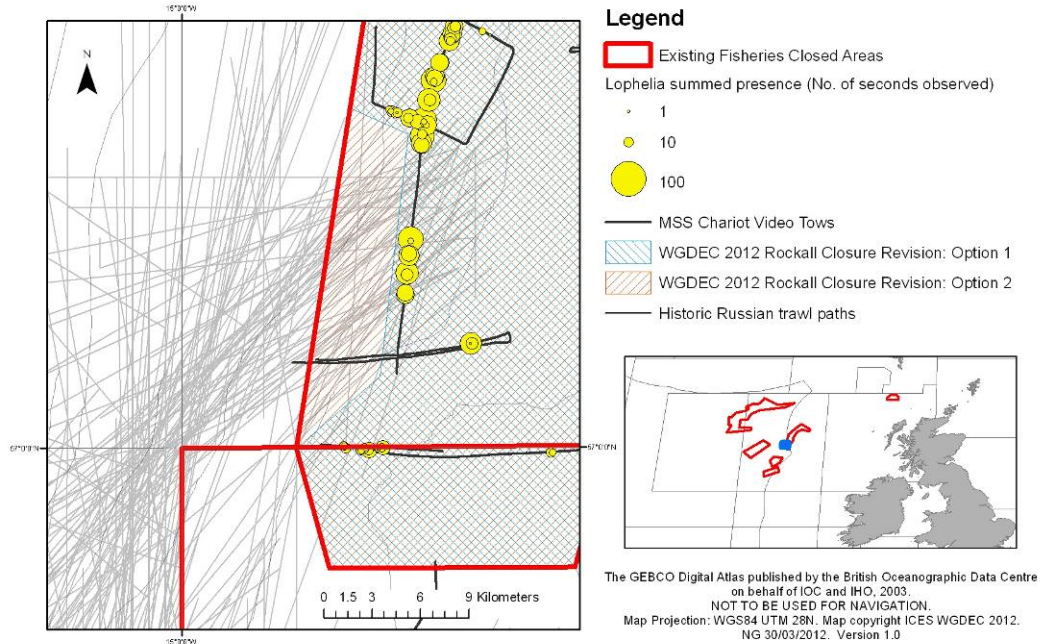 15°0'0"W
N
57°0'0"N
57°0'0"N
0 1.5 3 6 9 Kilometers
15°0'0"W
Legend
Existing Fisheries Closed Areas
Lophelia summed presence (No. of seconds observed)
1
10
100
MSS Chariot Video Tows
WGDEC 2012 Rockall Closure Revision: Option 1
WGDEC 2012 Rockall Closure Revision: Option 2
Historic Russian trawl paths
The GEBCO Digital Atlas published by the British Oceanographic Data Centre
on behalf of IOC and IHO, 2003.
NOT TO BE USED FOR NAVIGATION.
Map Projection: WGS84 UTM 28N. Map copyright ICES WGDEC 2012.
NG 30/03/2012. Version 1.0